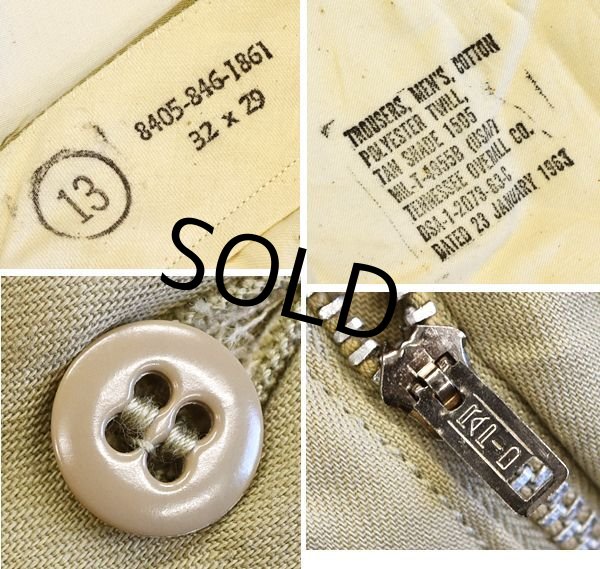 8405-846-1861
32 x 29
13
TROUSERS, MEN'S, COTTON
POLYESTER TWILL,
TAN SHADE 1505
MIL-T-4955B (USAF)
TENNESSEE OVERALL CO.
DSA-1-2079-63C
DATED 23 JANUARY 1963
SOLD